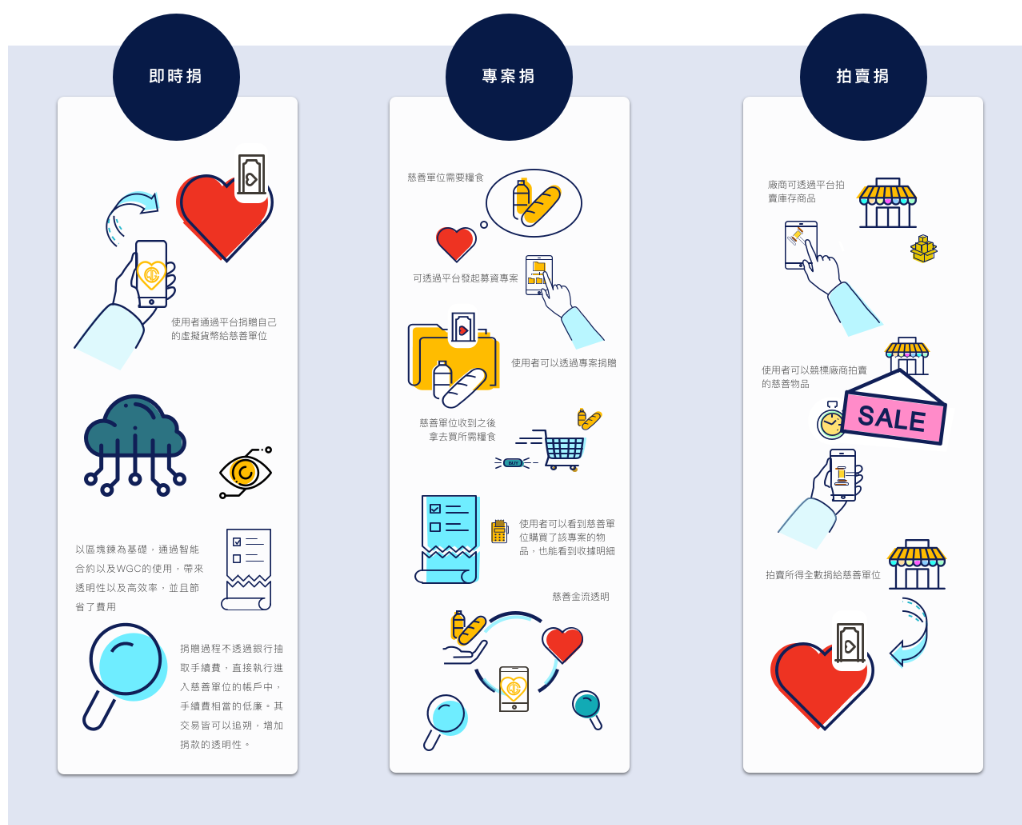 即時捐
使用者通過平台捐贈自己
的虛擬貨幣給慈善單位
以區塊鍊為基礎，通過智能
合約以及WGC的使用，帶來
透明性以及高效率，並且節
省了費用
捐贈過程不透過銀行抽
取手續費，直接執行進
入慈善單位的帳戶中，
手續費相當的低廉。其
交易皆可以追朔，增加
捐款的透明性。
專案捐
慈善單位需要糧食
可透過平台發起募資專案
使用者可以透過專案捐贈
慈善單位收到之後
拿去買所需糧食
BUY
使用者可以看到慈善單
位購買了該專案的物
品，也能看到收據明細
慈善金流透明
拍賣捐
廠商可透過平台拍
賣庫存商品
使用者可以競標廠商拍賣
的慈善物品
SALE
拍賣所得全數捐給慈善單位